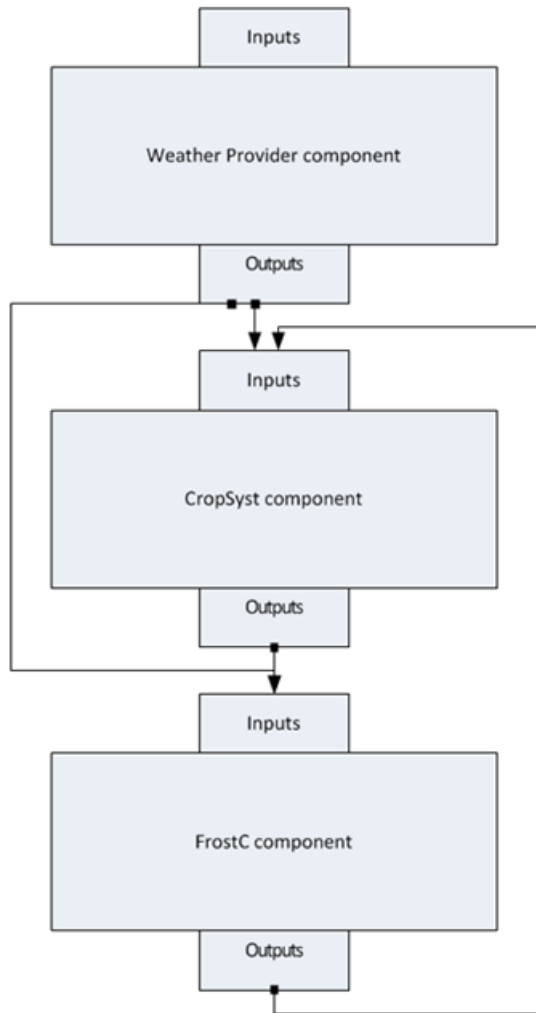 Inputs
Weather Provider component
Outputs
Inputs
CropSyst component
Outputs
Inputs
FrostC component
Outputs